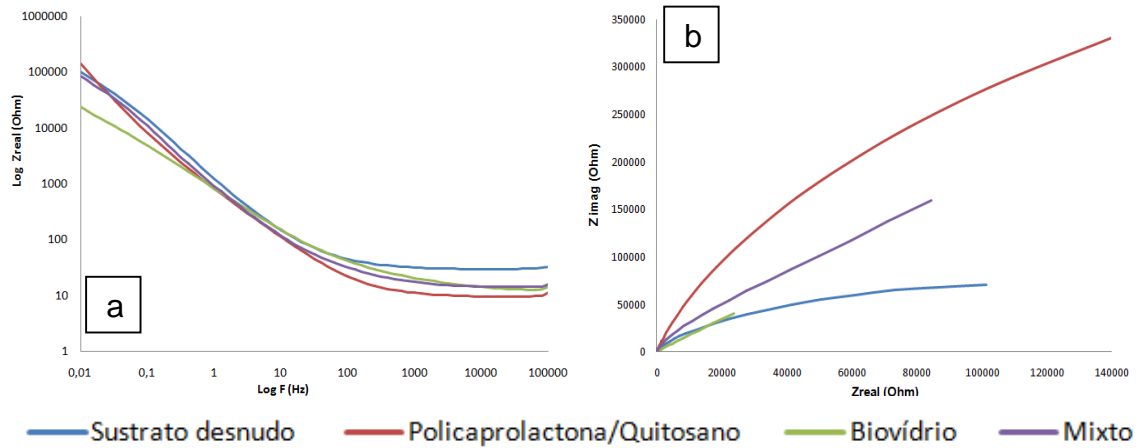 a
Log Zreal (Ohm)
1000000
100000
10000
1000
100
10
1
0,01 0,1 1 10 100 1000 10000 100000
Log F (Hz)
b
Z imag (Ohm)
350000
300000
250000
200000
150000
100000
50000
0
0 20000 40000 60000 80000 100000 120000 140000
Zreal (Ohm)
Sustrato desnudo Policaprolactona/Quitosano Biovídrio Mixto